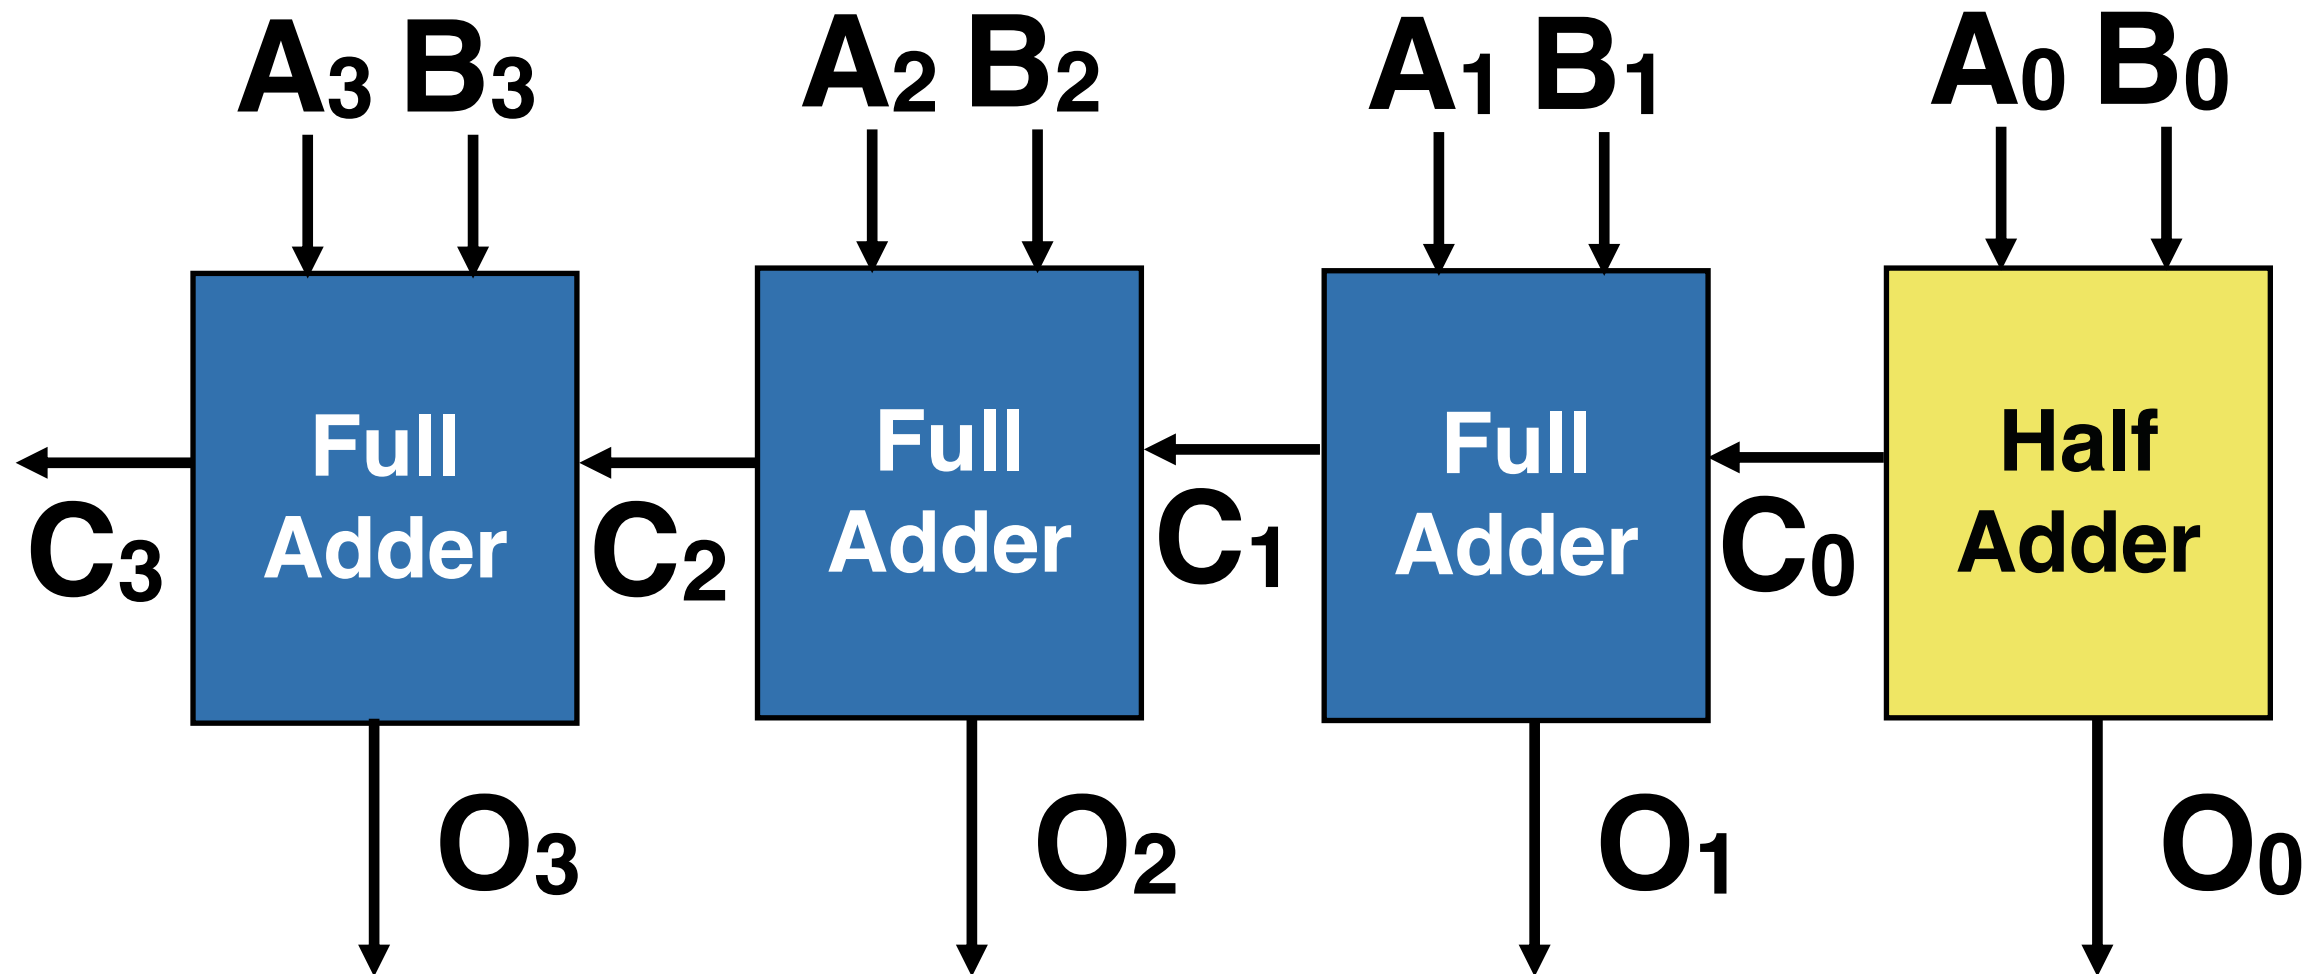 A3 B3 A2 B2 A1 B1 A0 B0
Full Adder
Full Adder
Full Adder
Half Adder
C3 C2 C1 C0
O3 O2 O1 O0